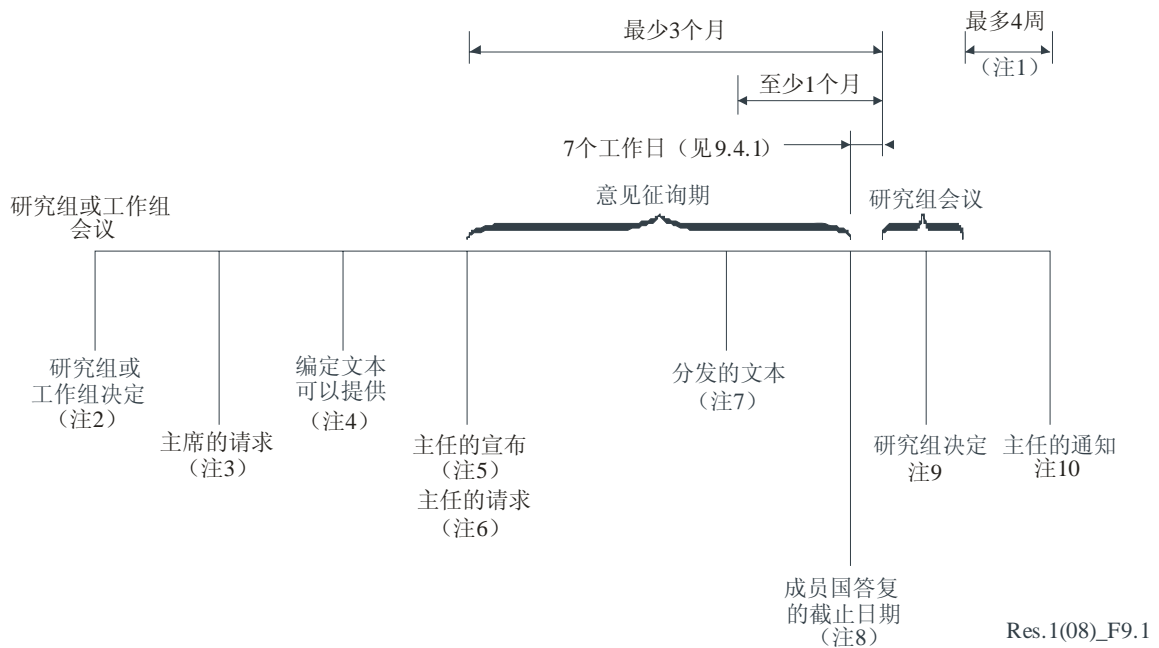 最少3个月
最多4周
（注1）
至少1个月
7个工作日（见9.4.1）
意见征询期
研究组会议
研究组或工作组
会议
研究组或
工作组决定
（注2）
主席的请求
（注3）
编定文本
可以提供
（注4）
主任的宣布
（注5）
主任的请求
（注6）
分发的文本
（注7）
成员国答复
的截止日期
（注8）
研究组决定
注9
主任的通知
注10
Res.1(08)_F9.1